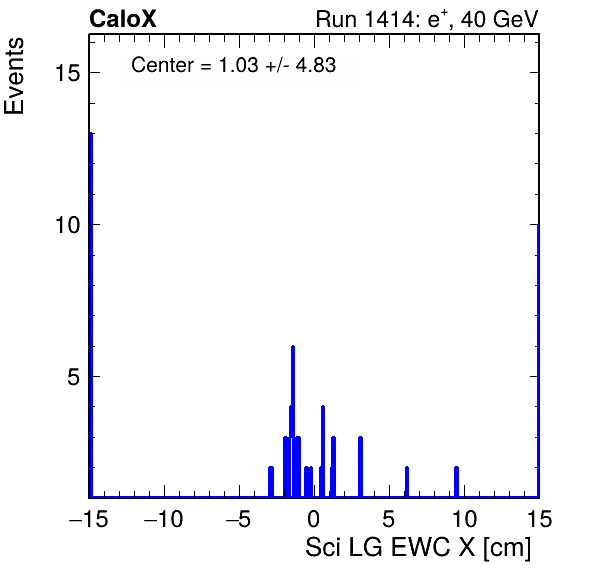 CaloX Run 1414: e⁺, 40 GeV
Center = 1.03 +/- 4.83
Events
15
10
5
−15 −10 −5 0 5 10 15
Sci LG EWC X [cm]